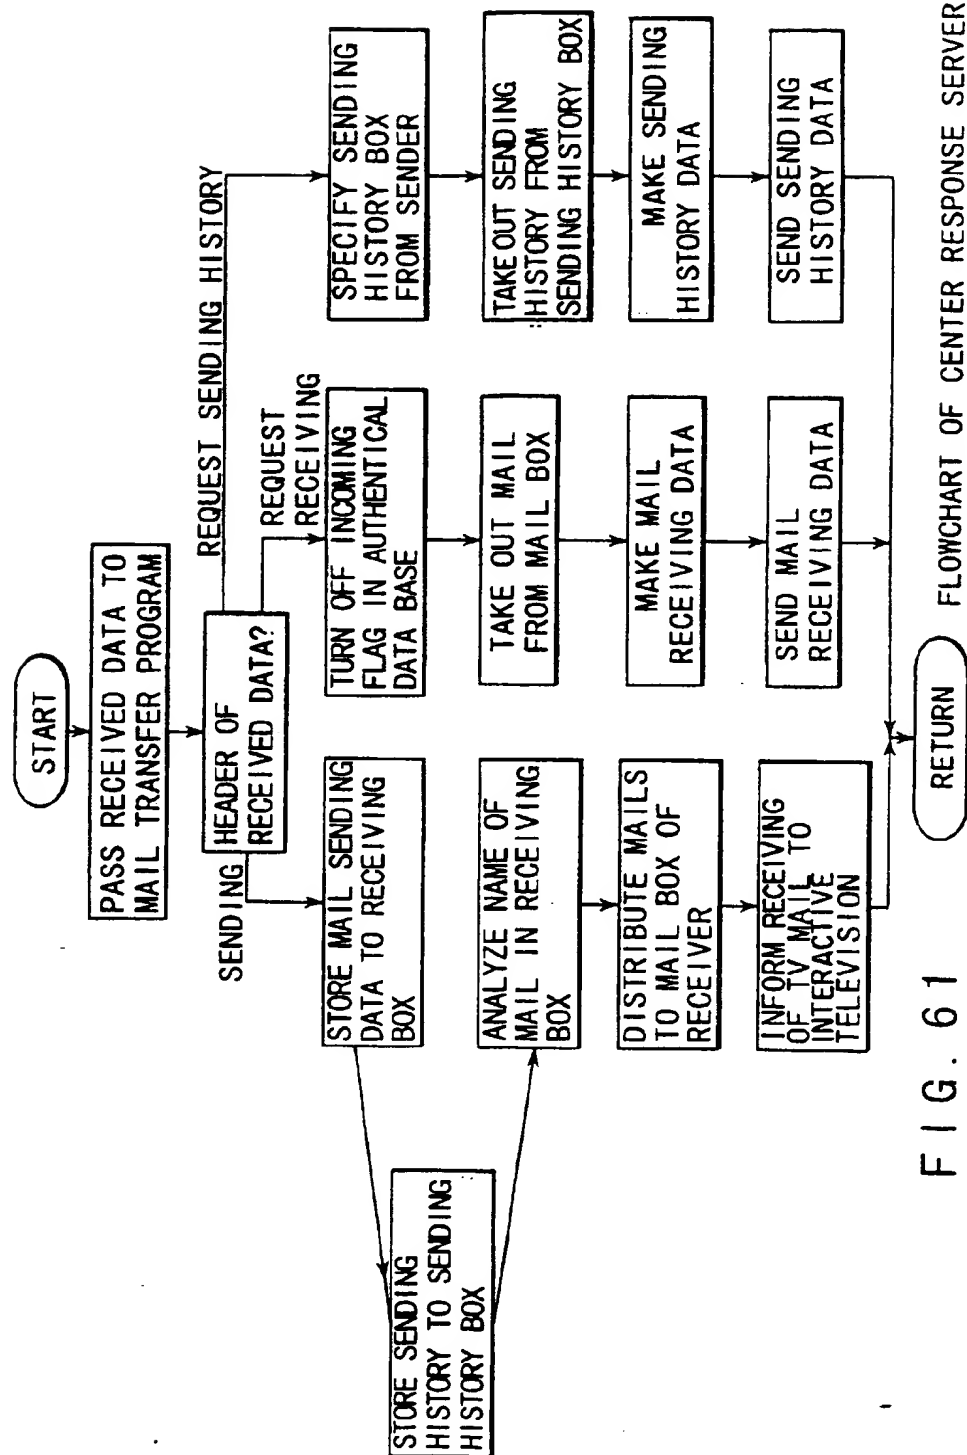 START
PASS RECEIVED DATA TO
MAIL TRANSFER PROGRAM
HEADER OF
RECEIVED DATA?
SENDING
REQUEST
RECEIVING
REQUEST SENDING HISTORY
STORE MAIL SENDING
DATA TO RECEIVING
BOX
STORE SENDING
HISTORY TO SENDING
HISTORY BOX
ANALYZE NAME OF
MAIL IN RECEIVING
BOX
DISTRIBUTE MAILS
TO MAIL BOX OF
RECEIVER
INFORM RECEIVING
OF TV MAIL TO
INTERACTIVE
TELEVISION
TURN OFF INCOMING
FLAG IN AUTHENTICAL
DATA BASE
TAKE OUT MAIL
FROM MAIL BOX
MAKE MAIL
RECEIVING DATA
SEND MAIL
RECEIVING DATA
SPECIFY SENDING
HISTORY BOX
FROM SENDER
TAKEOUT SENDING
HISTORY FROM
SENDING HISTORY BOX
MAKE SENDING
HISTORY DATA
SEND SENDING
HISTORY DATA
RETURN
FIG. 61
FLOWCHART OF CENTER RESPONSE SERVER